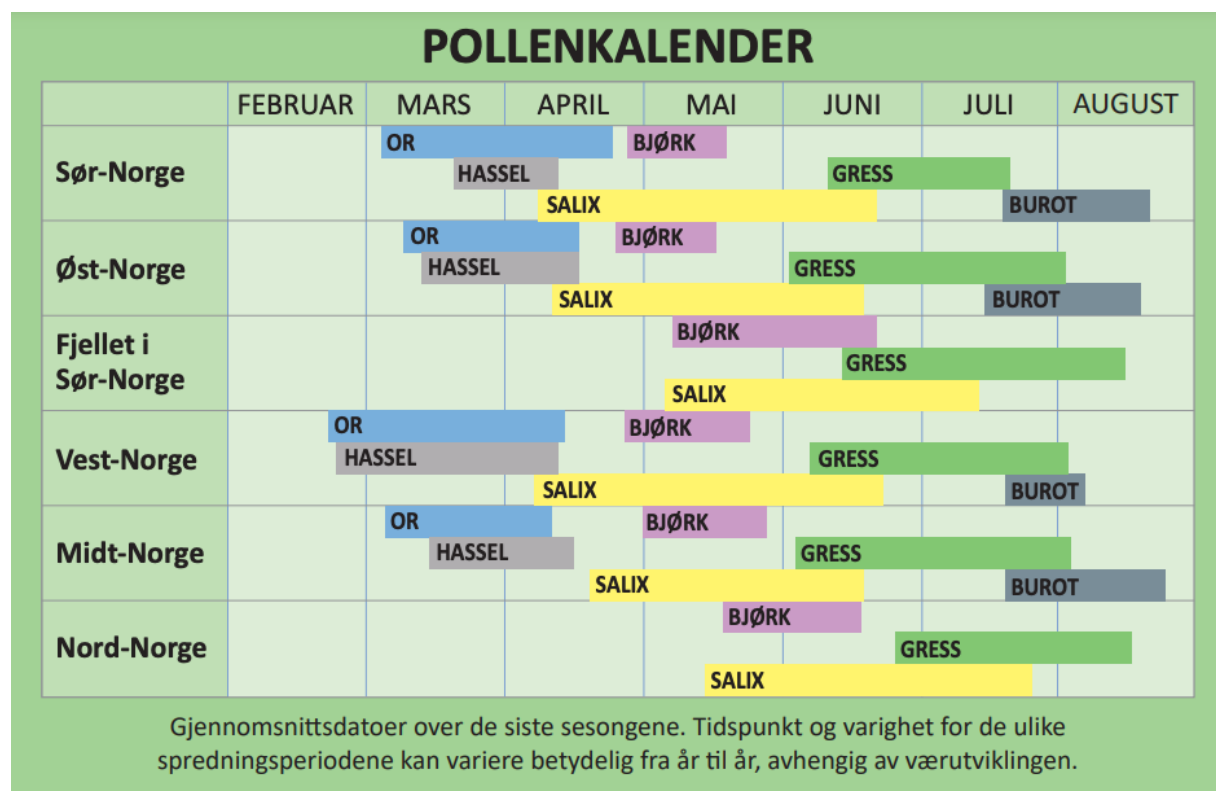 POLLENKALENDER
FEBRUAR MARS APRIL MAI JUNI JULI AUGUST
Sør-Norge
OR BJØRK
HASSEL GRESS
SALIX BUROT
Øst-Norge
OR BJØRK
HASSEL GRESS
SALIX BUROT
Fjellet i
Sør-Norge
BJØRK
GRESS
SALIX
Vest-Norge
OR BJØRK
HASSEL GRESS
SALIX BUROT
Midt-Norge
OR BJØRK
HASSEL GRESS
SALIX BUROT
Nord-Norge
BJØRK
GRESS
SALIX
Gjennomsnittsdatoer over de siste sesongene. Tidspunkt og varighet for de ulike
spredningsperiodene kan variere betydelig fra år til år, avhengig av værutviklingen.